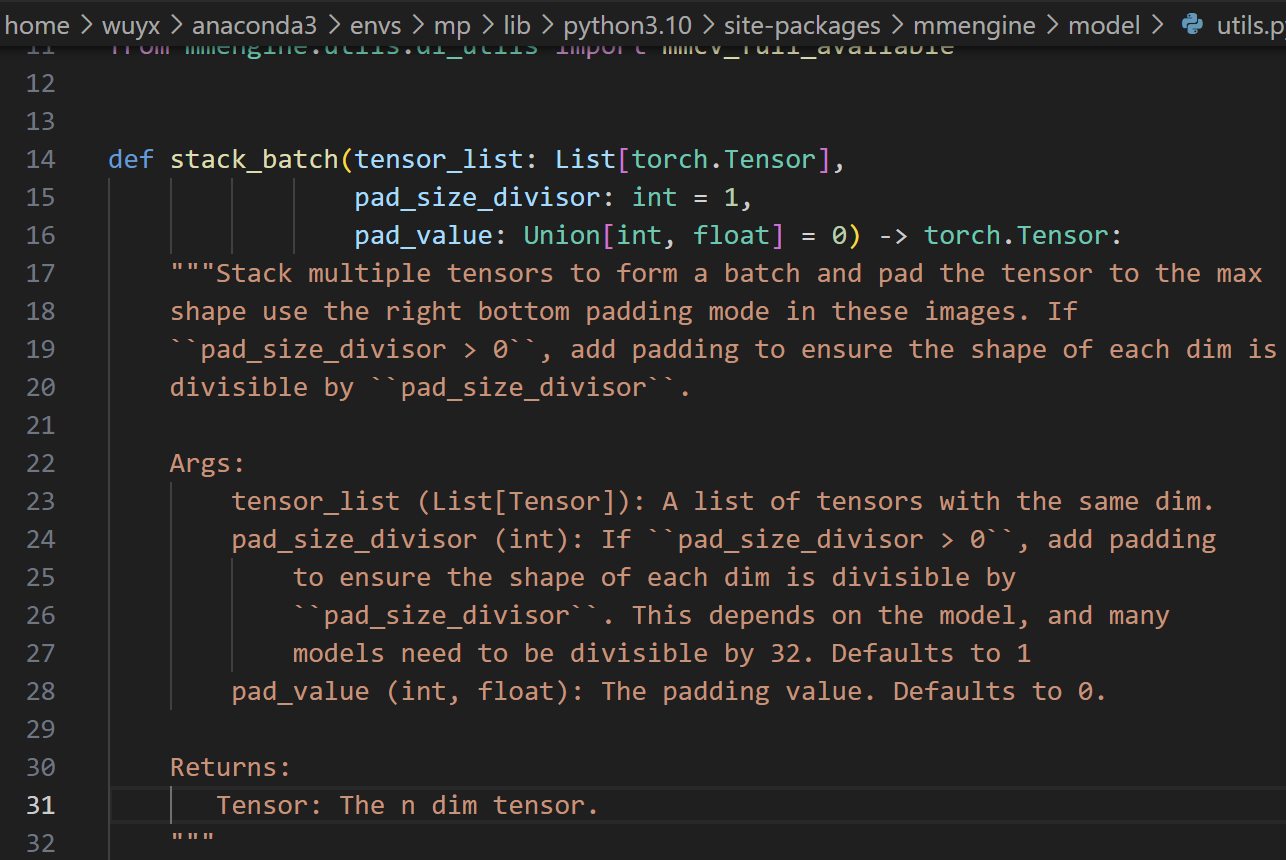 home > wuyx > anaconda3 > envs > mp > lib > python3.10 > site-packages > mmengine > model > utils.p
11 from mmengine.utils.dl_utils import mmcv_full_available
12
13
14 def stack_batch(tensor_list: List[torch.Tensor],
15 pad_size_divisor: int = 1,
16 pad_value: Union[int, float] = 0) -> torch.Tensor:
17 """Stack multiple tensors to form a batch and pad the tensor to the max
18 shape use the right bottom padding mode in these images. If
19 ``pad_size_divisor > 0``, add padding to ensure the shape of each dim is
20 divisible by ``pad_size_divisor``.
21
22 Args:
23 tensor_list (List[Tensor]): A list of tensors with the same dim.
24 pad_size_divisor (int): If ``pad_size_divisor > 0``, add padding
25 to ensure the shape of each dim is divisible by
26 ``pad_size_divisor``. This depends on the model, and many
27 models need to be divisible by 32. Defaults to 1
28 pad_value (int, float): The padding value. Defaults to 0.
29
30 Returns:
31 Tensor: The n dim tensor.
32 """